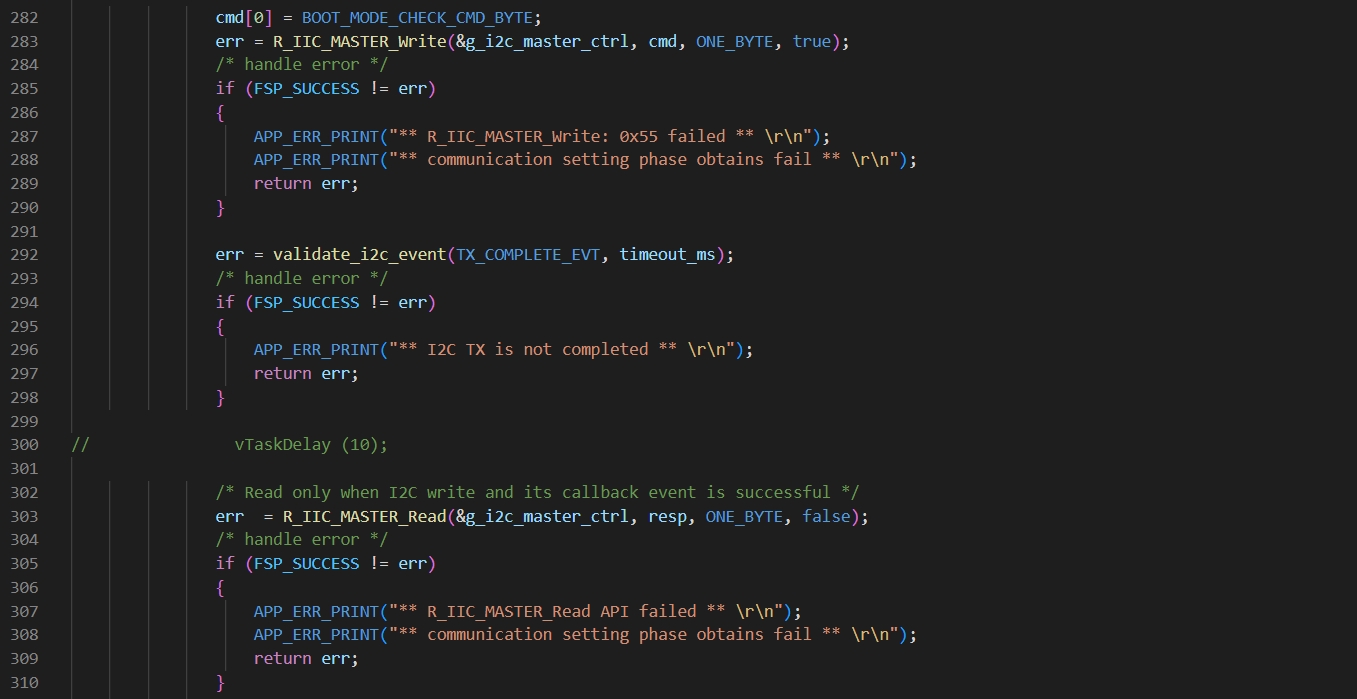 282 cmd[0] = BOOT_MODE_CHECK_CMD_BYTE;
283 err = R_IIC_MASTER_Write(&g_i2c_master_ctrl, cmd, ONE_BYTE, true);
284 /* handle error */
285 if (FSP_SUCCESS != err)
286 {
287 APP_ERR_PRINT("** R_IIC_MASTER_Write: 0x55 failed ** \r\n");
288 APP_ERR_PRINT("** communication setting phase obtains fail ** \r\n");
289 return err;
290 }
291
292 err = validate_i2c_event(TX_COMPLETE_EVT, timeout_ms);
293 /* handle error */
294 if (FSP_SUCCESS != err)
295 {
296 APP_ERR_PRINT("** I2C TX is not completed ** \r\n");
297 return err;
298 }
299
300 // vTaskDelay (10);
301
302 /* Read only when I2C write and its callback event is successful */
303 err  = R_IIC_MASTER_Read(&g_i2c_master_ctrl, resp, ONE_BYTE, false);
304 /* handle error */
305 if (FSP_SUCCESS != err)
306 {
307 APP_ERR_PRINT("** R_IIC_MASTER_Read API failed ** \r\n");
308 APP_ERR_PRINT("** communication setting phase obtains fail ** \r\n");
309 return err;
310 }